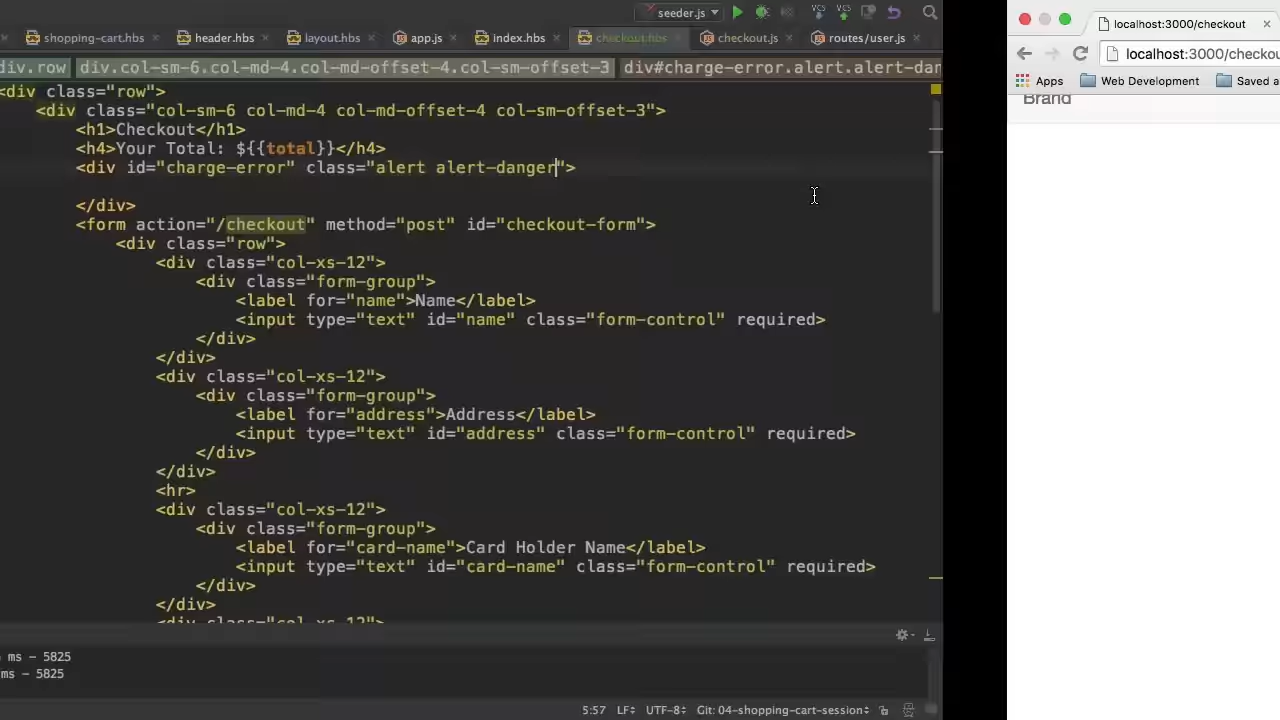 seeder.js
VCS VCS
shopping-cart.hbs header.hbs layout.hbs app.js index.hbs checkout.hbs checkout.js routes/user.js
div.row div.col-sm-6.col-md-4.col-md-offset-4.col-sm-offset-3 div#charge-error.alert.alert-dan
<div class="row">
<div class="col-sm-6 col-md-4 col-md-offset-4 col-sm-offset-3">
<h1>Checkout</h1>
<h4>Your Total: ${{total}}</h4>
<div id="charge-error" class="alert alert-danger">
</div>
<form action="/checkout" method="post" id="checkout-form">
<div class="row">
<div class="col-xs-12">
<div class="form-group">
<label for="name">Name</label>
<input type="text" id="name" class="form-control" required>
</div>
</div>
<div class="col-xs-12">
<div class="form-group">
<label for="address">Address</label>
<input type="text" id="address" class="form-control" required>
</div>
</div>
<hr>
<div class="col-xs-12">
<div class="form-group">
<label for="card-name">Card Holder Name</label>
<input type="text" id="card-name" class="form-control" required>
</div>
</div>
<div class="col-xs-12">
ms - 5825
ms - 5825
5:57 LF UTF-8 Git: 04-shopping-cart-session
localhost:3000/checkout
localhost:3000/checkou
Apps Web Development Saved a
Brand